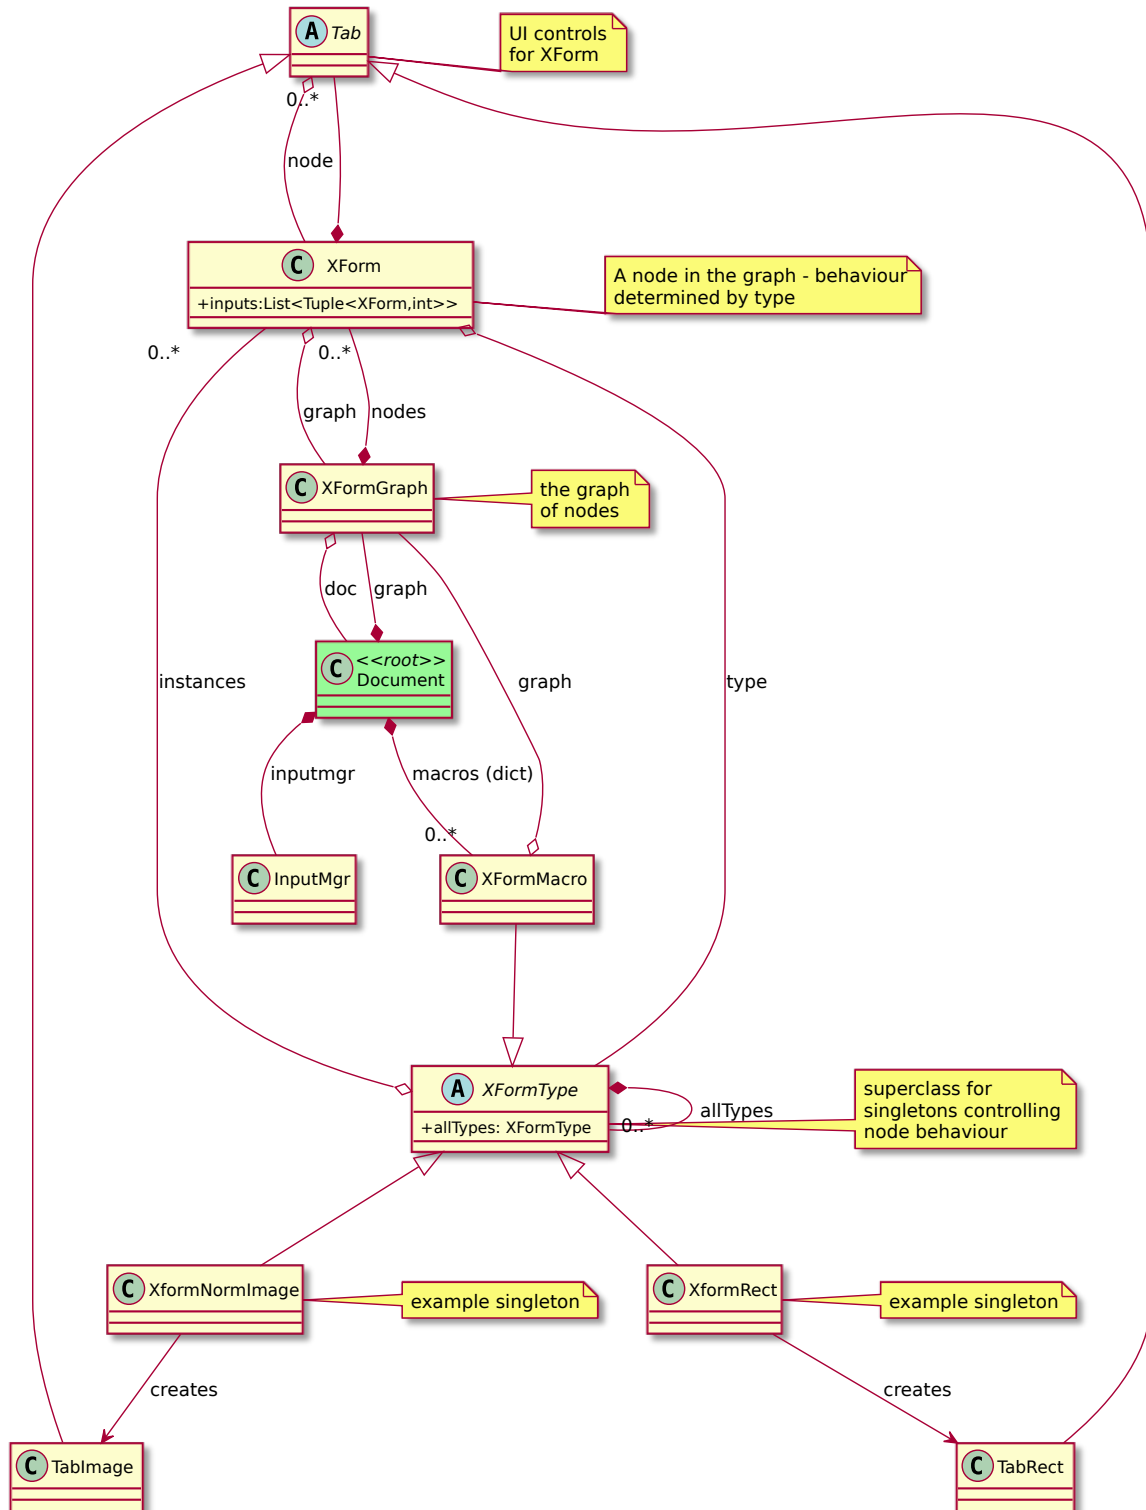 A Tab
UI controls
for XForm
0..*
node
C XForm
+inputs:List<Tuple<XForm,int>>
A node in the graph - behaviour
determined by type
0..*
0..*
graph
nodes
C XFormGraph
the graph
of nodes
doc
graph
C <<root>>
Document
instances
graph
type
inputmgr
macros (dict)
0..*
C InputMgr
C XFormMacro
A XFormType
+allTypes: XFormType
allTypes
0..*
superclass for
singletons controlling
node behaviour
C XformNormImage
example singleton
C XformRect
example singleton
creates
creates
C TabImage
C TabRect